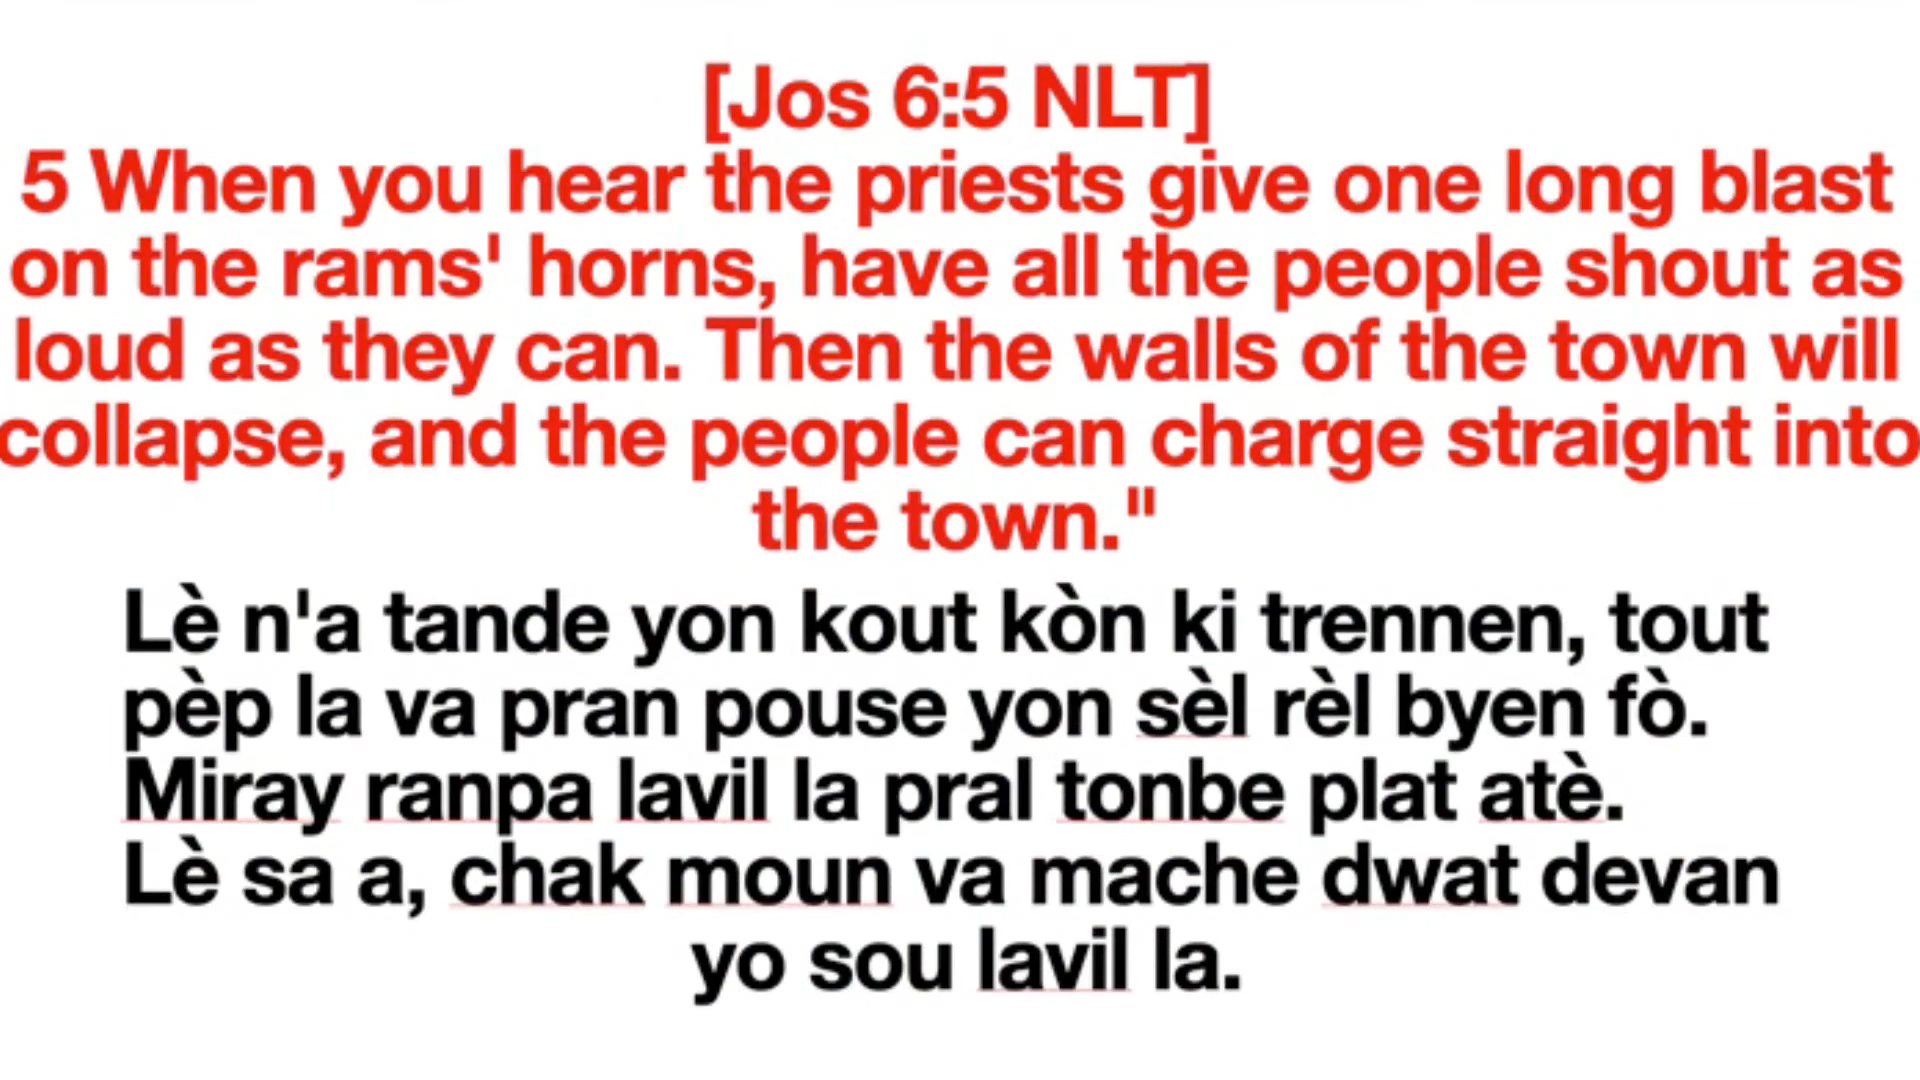 [Jos 6:5 NLT]
5 When you hear the priests give one long blast
on the rams' horns, have all the people shout as
loud as they can. Then the walls of the town will
collapse, and the people can charge straight into
the town."
Lè n'a tande yon kout kòn ki trennen, tout
pèp la va pran pouse yon sèl rèl byen fò.
Miray ranpa lavil la pral tonbe plat atè.
Lè sa a, chak moun va mache dwat devan
yo sou lavil la.